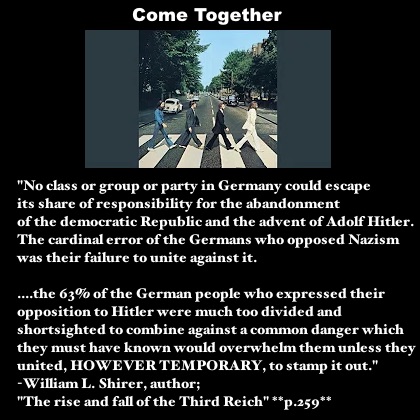 Come Together
"No class or group or party in Germany could escape
its share of responsibility for the abandonment
of the democratic Republic and the advent of Adolf Hitler.
The cardinal error of the Germans who opposed Nazism
was their failure to unite against it.
....the 63% of the German people who expressed their
opposition to Hitler were much too divided and
shortsighted to combine against a common danger which
they must have known would overwhelm them unless they
united, HOWEVER TEMPORARY, to stamp it out."
-William L. Shirer, author;
"The rise and fall of the Third Reich" **p.259**